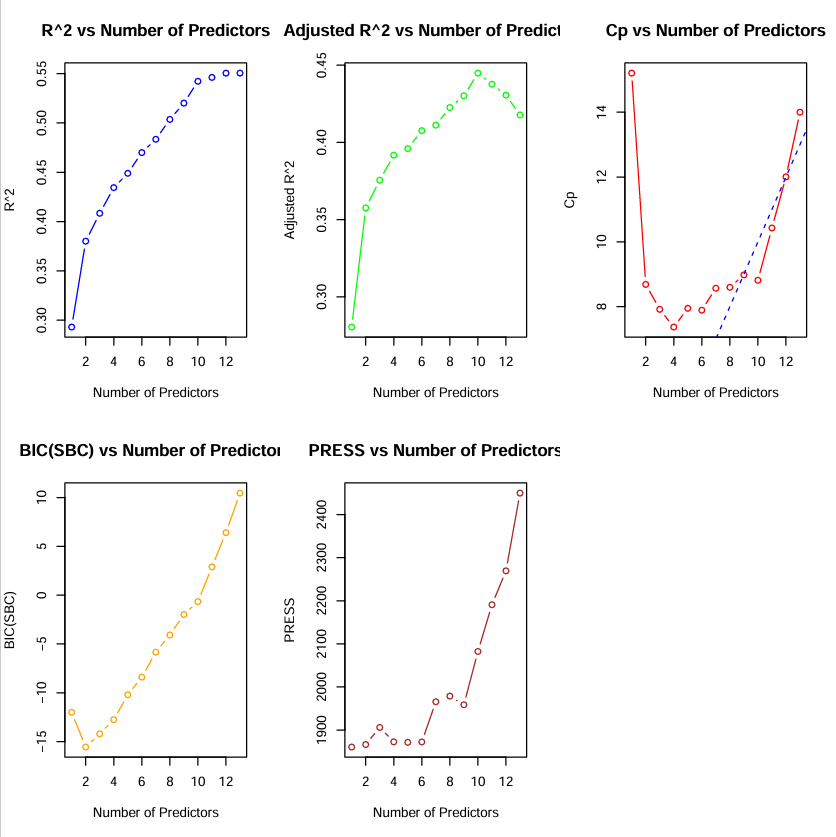 R^2 vs Number of Predictors
R^2
0.30 0.35 0.40 0.45 0.50 0.55
2 4 6 8 10 12
Number of Predictors
Adjusted R^2 vs Number of Predict
Adjusted R^2
0.30 0.35 0.40 0.45
2 4 6 8 10 12
Number of Predictors
Cp vs Number of Predictors
Cp
8 10 12 14
2 4 6 8 10 12
Number of Predictors
BIC(SBC) vs Number of Predictor
BIC(SBC)
−15 −10 −5 0 5 10
2 4 6 8 10 12
Number of Predictors
PRESS vs Number of Predictors
PRESS
1900 2000 2100 2200 2300 2400
2 4 6 8 10 12
Number of Predictors